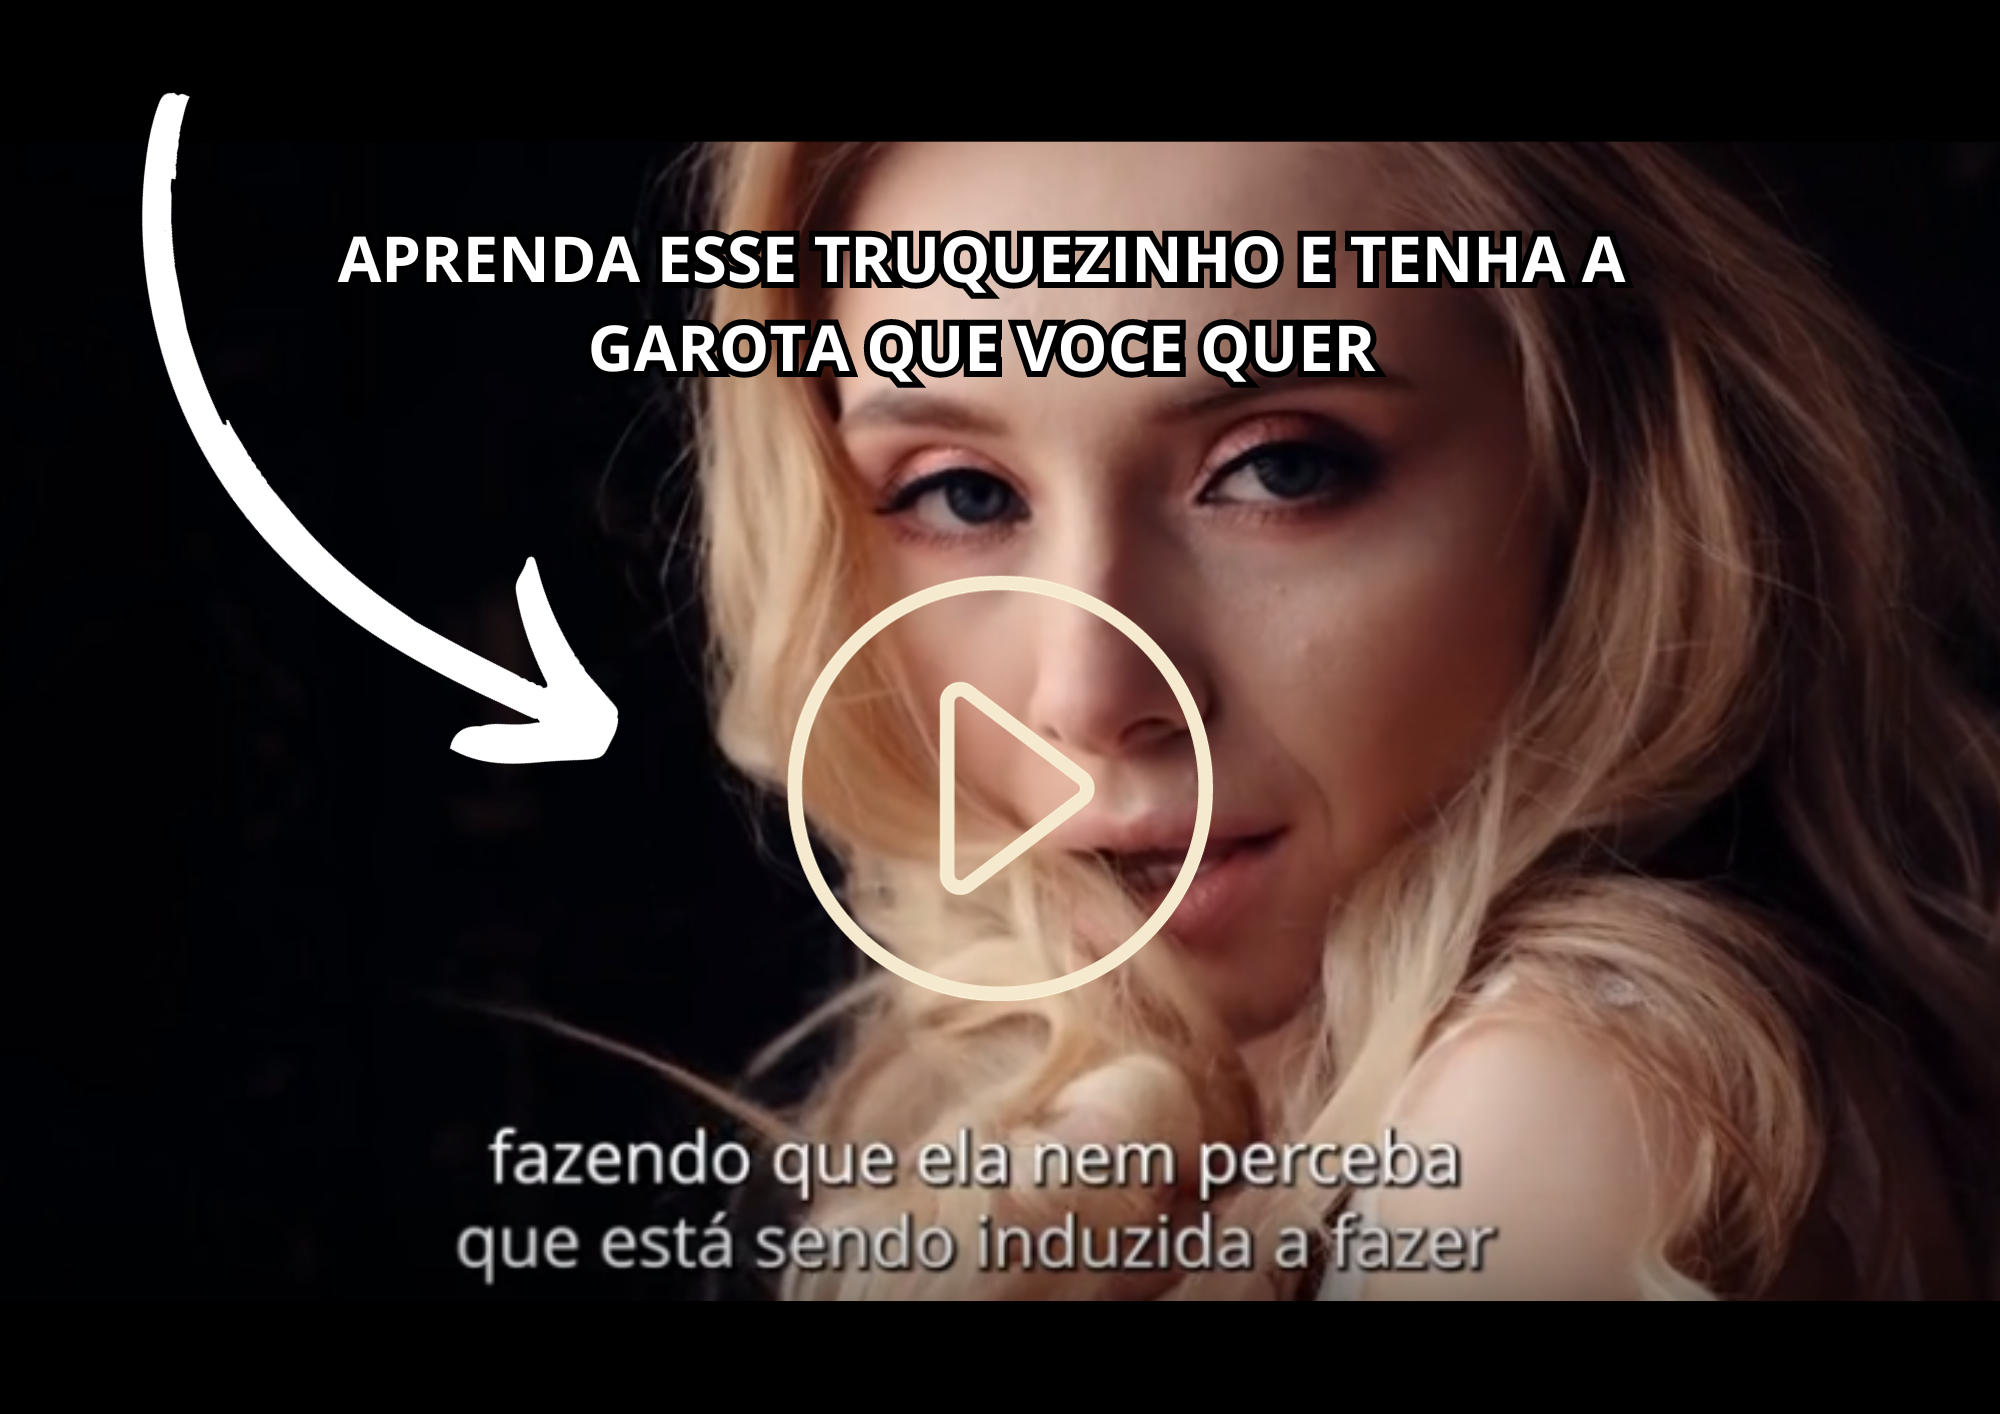 APRENDA ESSE TRUQUEZINHO E TENHA A
GAROTA QUE VOCE QUER
fazendo que ela nem perceba
que está sendo induzida a fazer